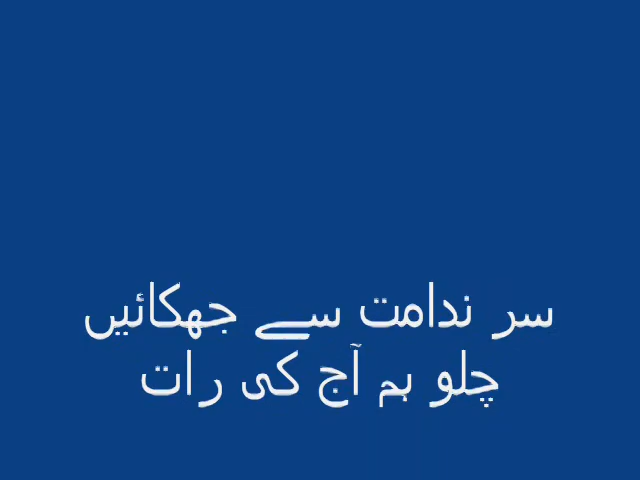 سر ندامت سے جھکائیں
چلو ہم آج کی رات